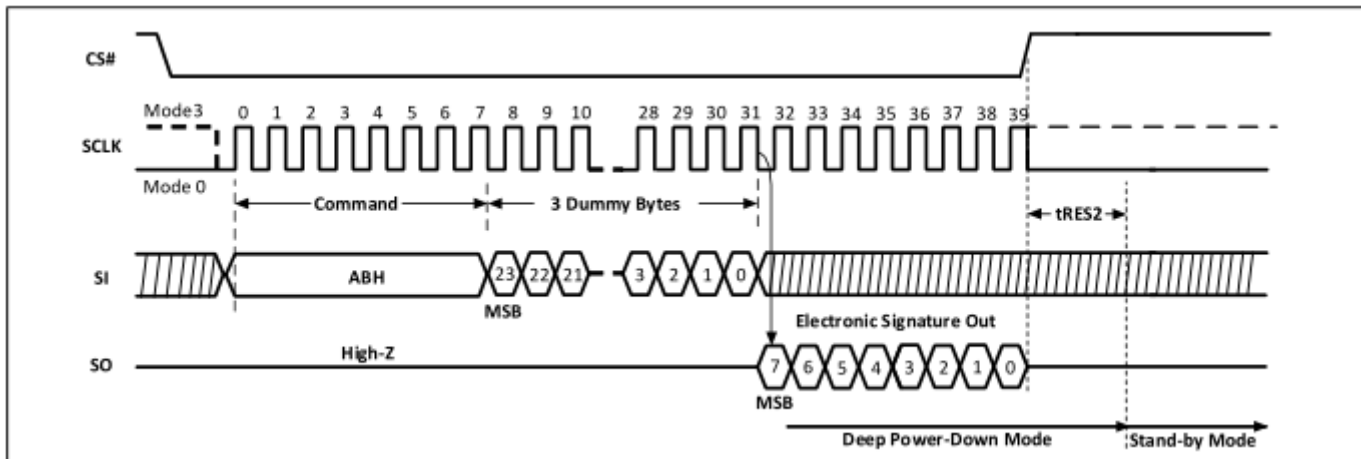 CS#
Mode3
0 1 2 3 4 5 6 7 8 9 10 28 29 30 31 32 33 34 35 36 37 38 39
SCLK
Mode 0
Command
3 Dummy Bytes
tRES2
SI
ABH
23 22 21 3 2 1 0
MSB
Electronic Signature Out
High-Z
SO
7 6 5 4 3 2 1 0
MSB
Deep Power-Down Mode
Stand-by Mode